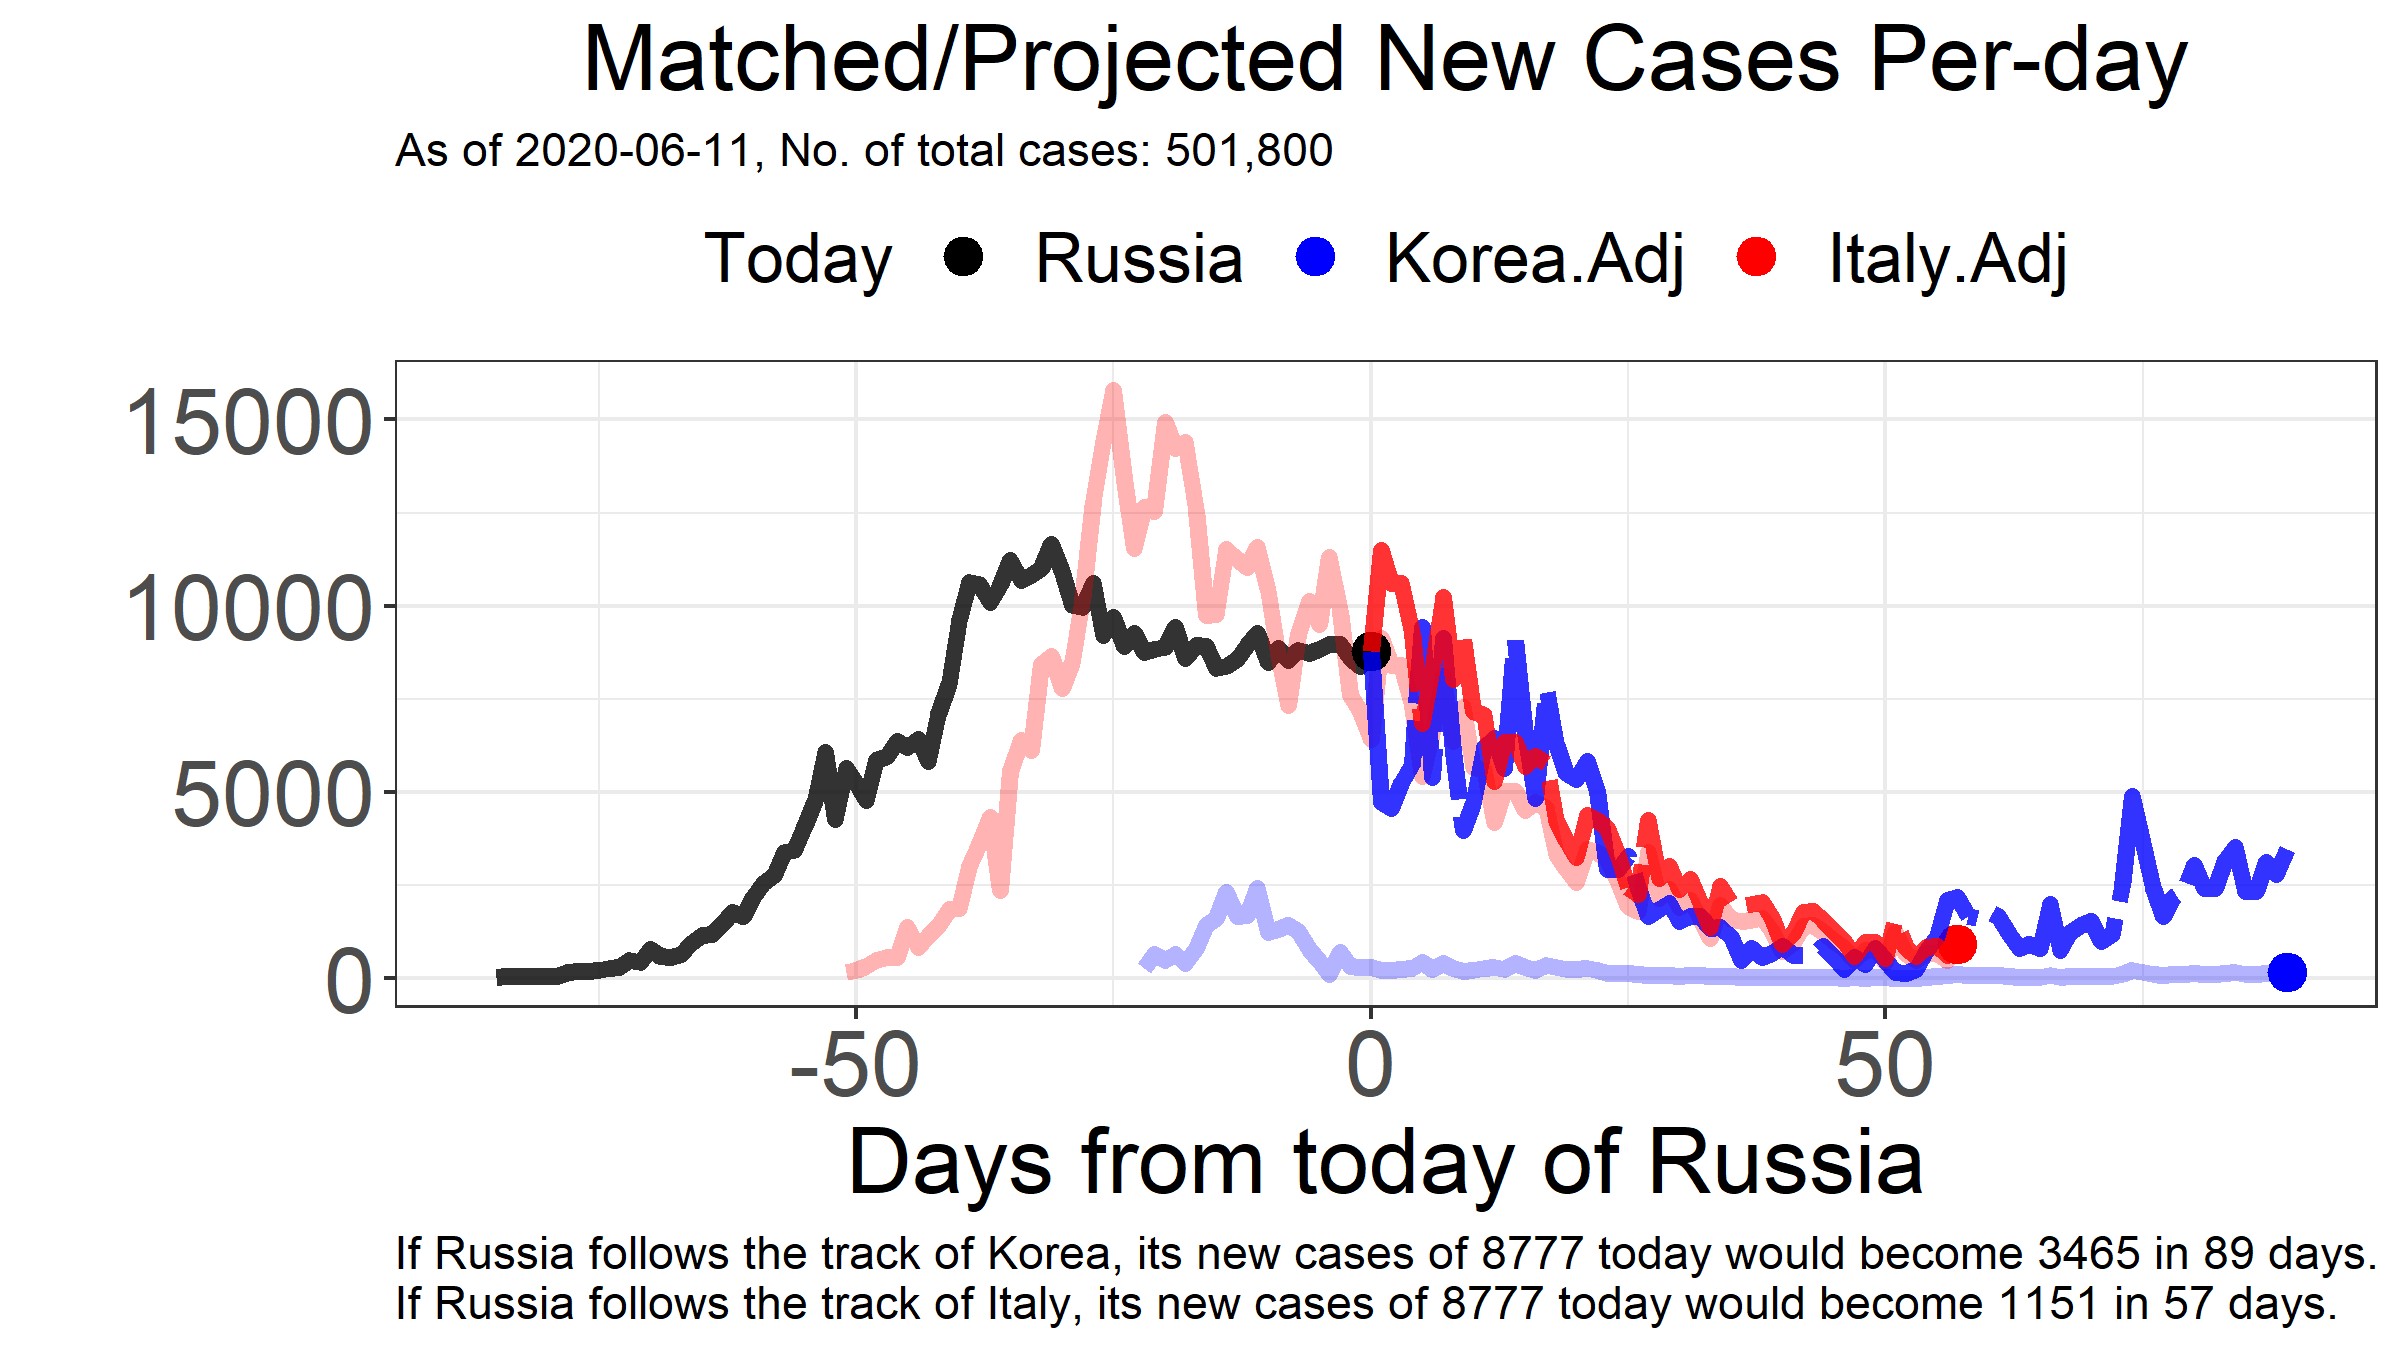 Matched/Projected New Cases Per-day
As of 2020-06-11, No. of total cases: 501,800
Today Russia Korea.Adj Italy.Adj
15000
10000
5000
0
-50 0 50
Days from today of Russia
If Russia follows the track of Korea, its new cases of 8777 today would become 3465 in 89 days.
If Russia follows the track of Italy, its new cases of 8777 today would become 1151 in 57 days.